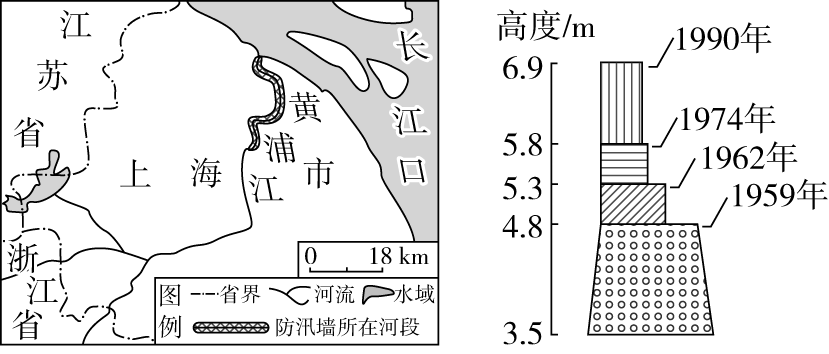 江苏省
上海市
黄浦江
长江口
浙江省
0 18 km
图例
省界 河流 水域
防汛墙所在河段
高度/m
6.9
5.8
5.3
4.8
3.5
1990年
1974年
1962年
1959年